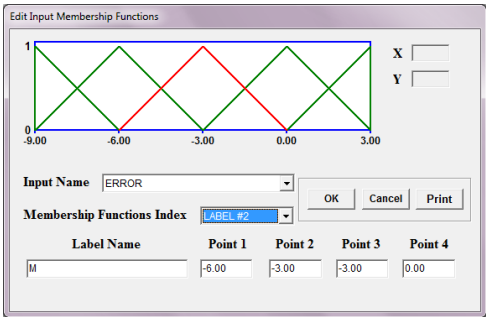 Edit Input Membership Functions
1
0
-9.00 -6.00 -3.00 0.00 3.00
X
Y
Input Name ERROR
Membership Functions Index LABEL #2
OK Cancel Print
Label Name Point 1 Point 2 Point 3 Point 4
M -6.00 -3.00 -3.00 0.00